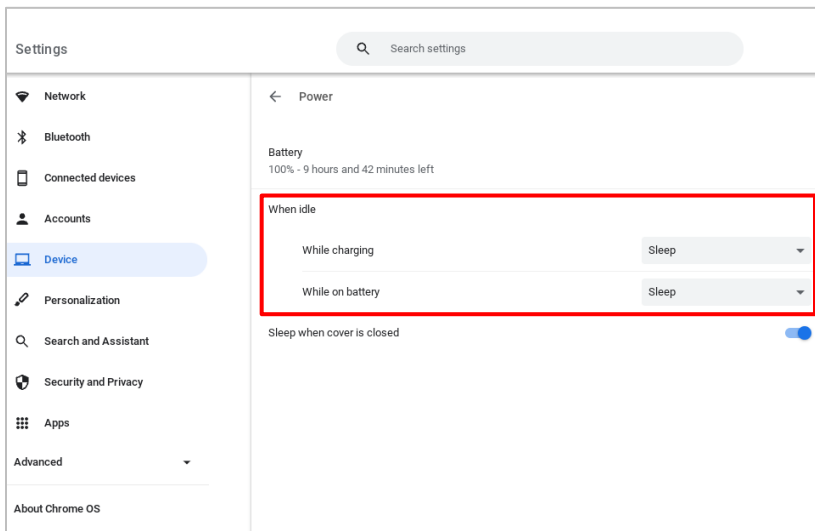 Settings
Search settings
Network
Bluetooth
Connected devices
Accounts
Device
Personalization
Search and Assistant
Security and Privacy
Apps
Advanced
About Chrome OS
Power
Battery
100% - 9 hours and 42 minutes left
When idle
While charging
Sleep
While on battery
Sleep
Sleep when cover is closed